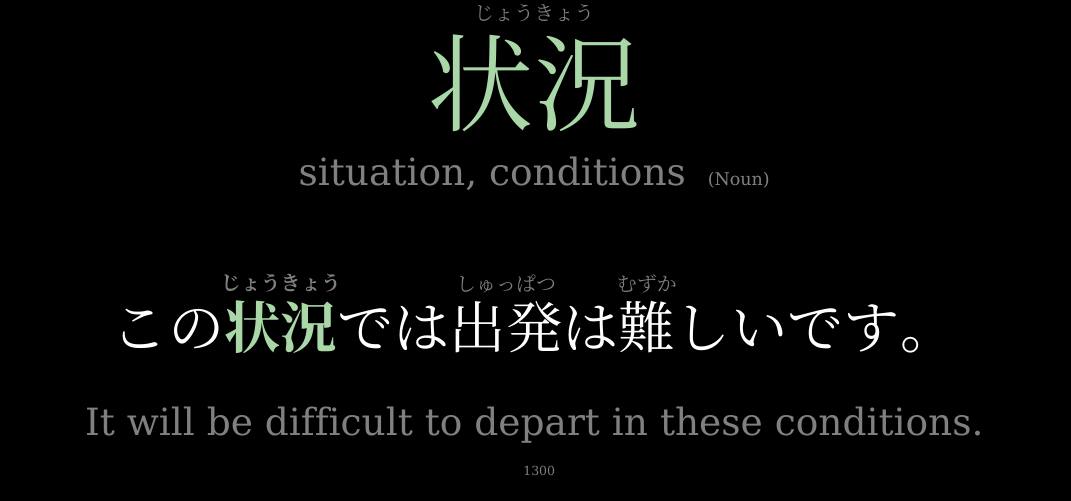 じょうきょう
状況
situation, conditions (Noun)
じょうきょう しゅっぱつ むずか
この状況では出発は難しいです。
It will be difficult to depart in these conditions.
1300